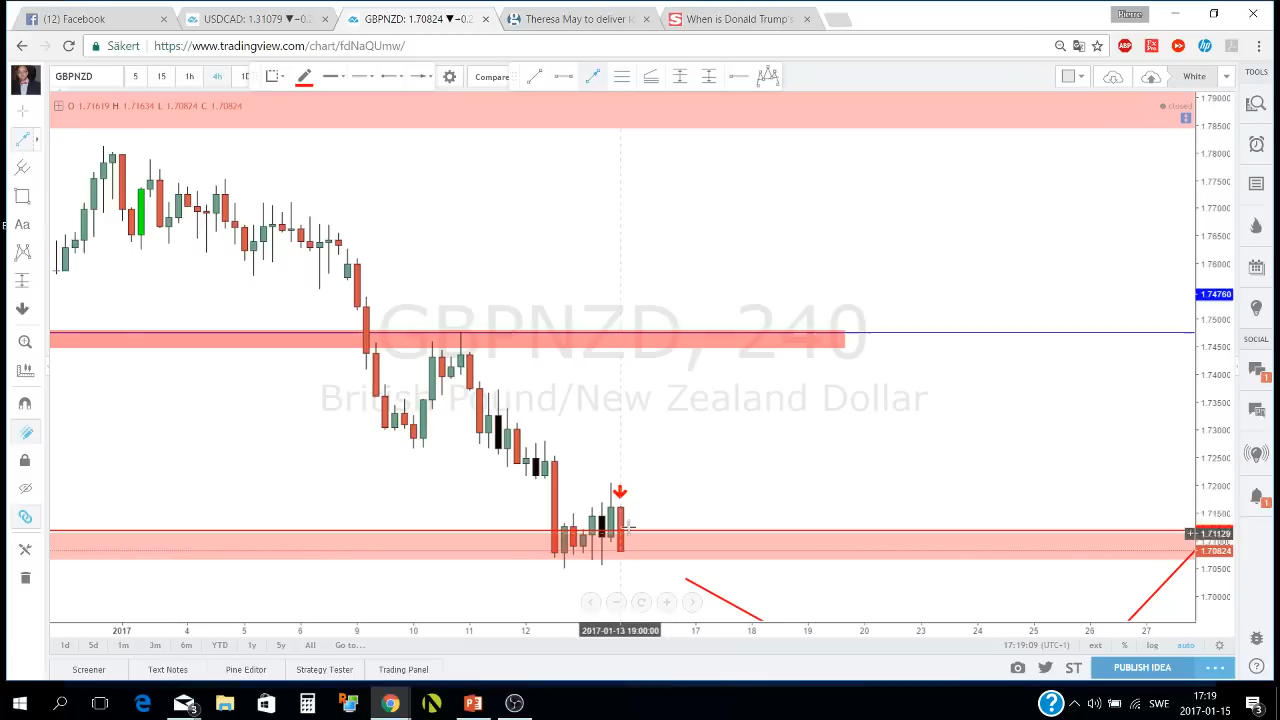 Facebook
USDCAD: 1.31079 ▼−0.2
GBPNZD 1.70824 ▼−0.2
Theresa May to deliver k
When is Donald Trump's
Pierre
Säkert
https://www.tradingview.com/chart/fdNaQUmw/
ABP
GBPNZD
5 15 1h 4h 1D
Compare
White
TOOLS
O 1.71619 H 1.71634 L 1.70824 C 1.70824
closed
Aa
GBPNZD, 240
British Pound/New Zealand Dollar
1.79000
1.78500
1.78000
1.77500
1.77000
1.76500
1.76000
1.75500
1.75000
1.74500
1.74000
1.73500
1.73000
1.72500
1.72000
1.71500
1.71000
1.70500
1.70000
1.74760
1.71129
1.70824
SOCIAL
1
1
2017 4 5 6 9 10 11 12 2017-01-13 19:00:00 17 18 19 20 23 24 25 26 27
1d 5d 1m 3m 6m YTD 1y 5y All Go to...
17:19:09 (UTC+1) ext % log auto
Screener Text Notes Pine Editor Strategy Tester Trading Panel
ST
PUBLISH IDEA
3
SWE
17:19
2017-01-15
3